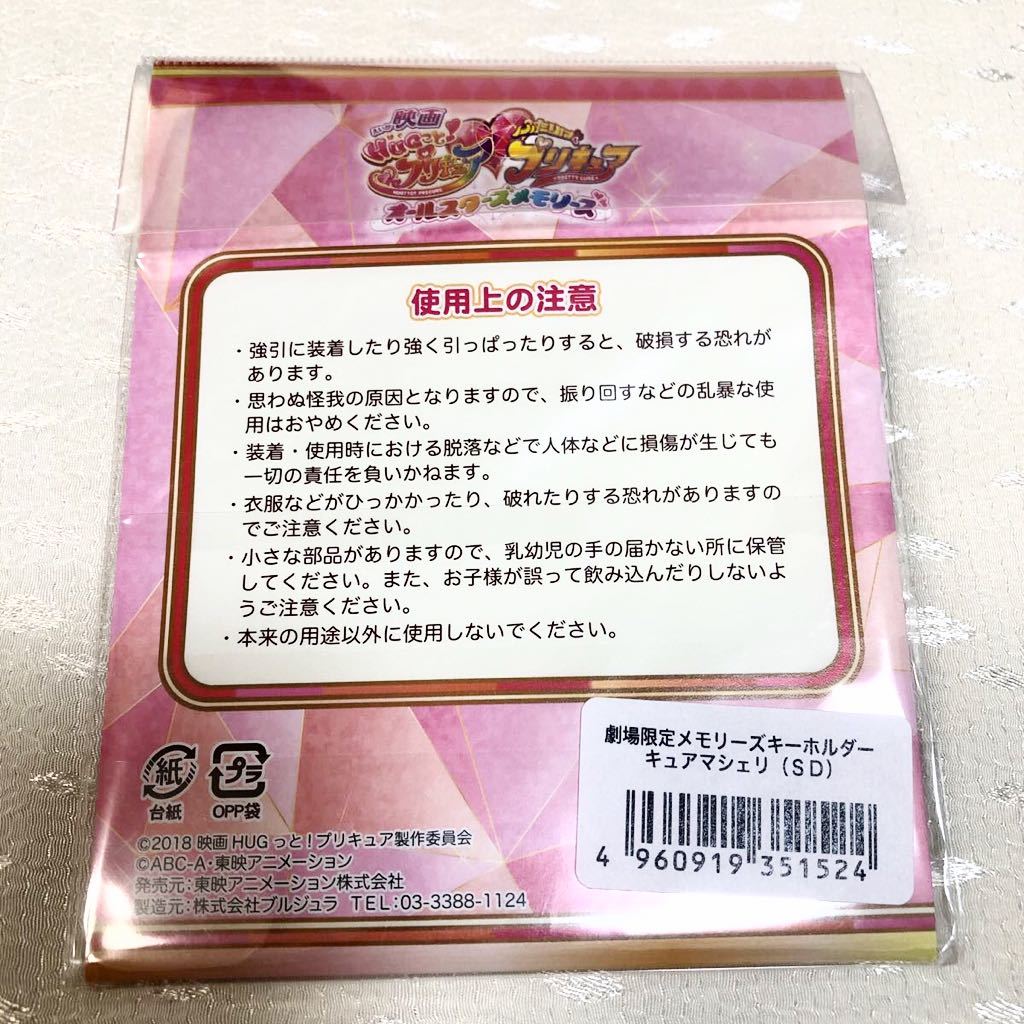 えいが 映画
HUGっと!プリキュア ふたりはプリキュア
HUGTTO! PRECURE PRETTY CURE
オールスターズメモリーズ
使用上の注意
・強引に装着したり強く引っぱったりすると、破損する恐れが
あります。
・思わぬ怪我の原因となりますので、振り回すなどの乱暴な使
用はおやめください。
・装着・使用時における脱落などで人体などに損傷が生じても
一切の責任を負いかねます。
・衣服などがひっかかったり、破れたりする恐れがありますの
でご注意ください。
・小さな部品がありますので、乳幼児の手の届かない所に保管
してください。また、お子様が誤って飲み込んだりしないよ
うご注意ください。
・本来の用途以外に使用しないでください。
劇場限定メモリーズキーホルダー
キュアマシェリ（SD）
4 960919 351524
紙 プラ
台紙 OPP袋
©2018 映画 HUG っと！プリキュア製作委員会
©ABC-A・東映アニメーション
発売元：東映アニメーション株式会社
製造元：株式会社ブルジュラ TEL：03-3388-1124